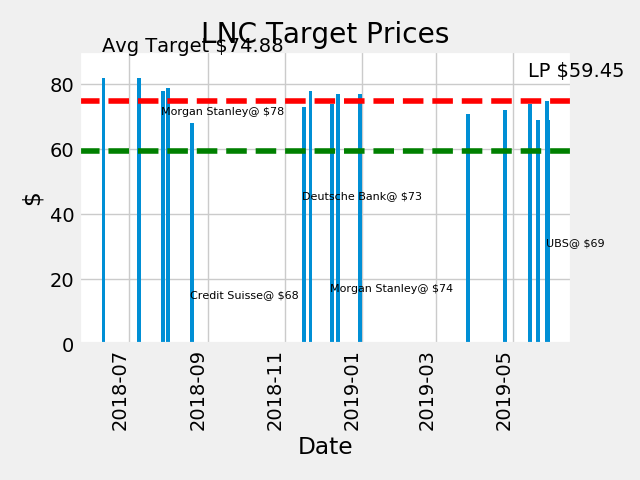 LNC Target Prices
Avg Target $74.88
LP $59.45
80
Morgan Stanley@ $78
60
$
Deutsche Bank@ $73
40
UBS@ $69
20
Morgan Stanley@ $74
Credit Suisse@ $68
0
2018-07
2018-09
2018-11
2019-01
2019-03
2019-05
Date